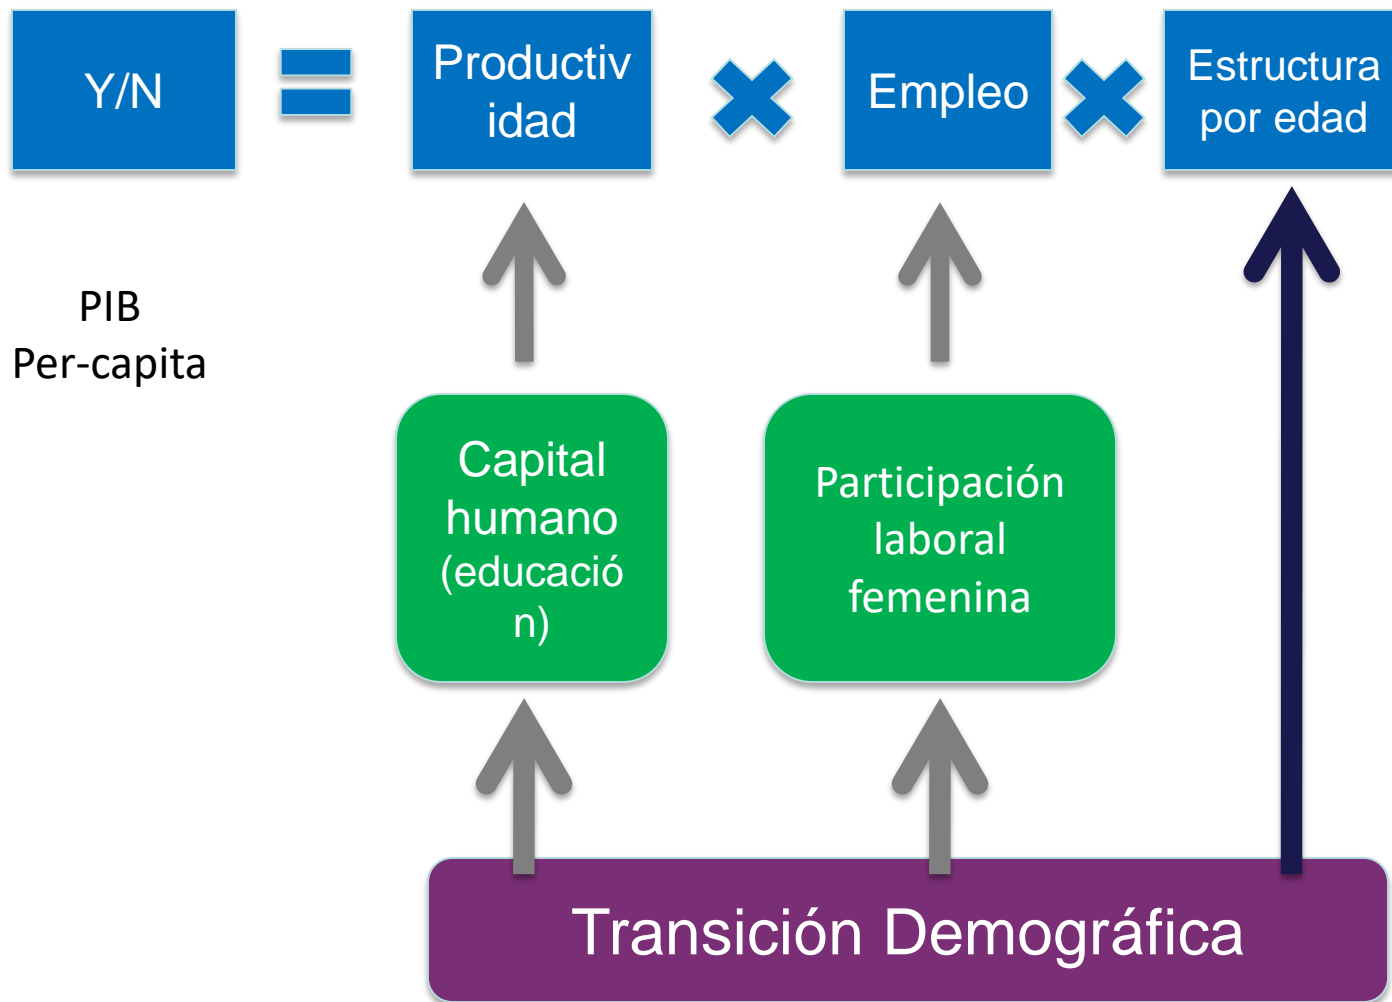 Y/N
Productiv
idad
Empleo
Estructura
por edad
PIB
Per-capita
Capital
humano
(educació
n)
Participación
laboral
femenina
Transición Demográfica